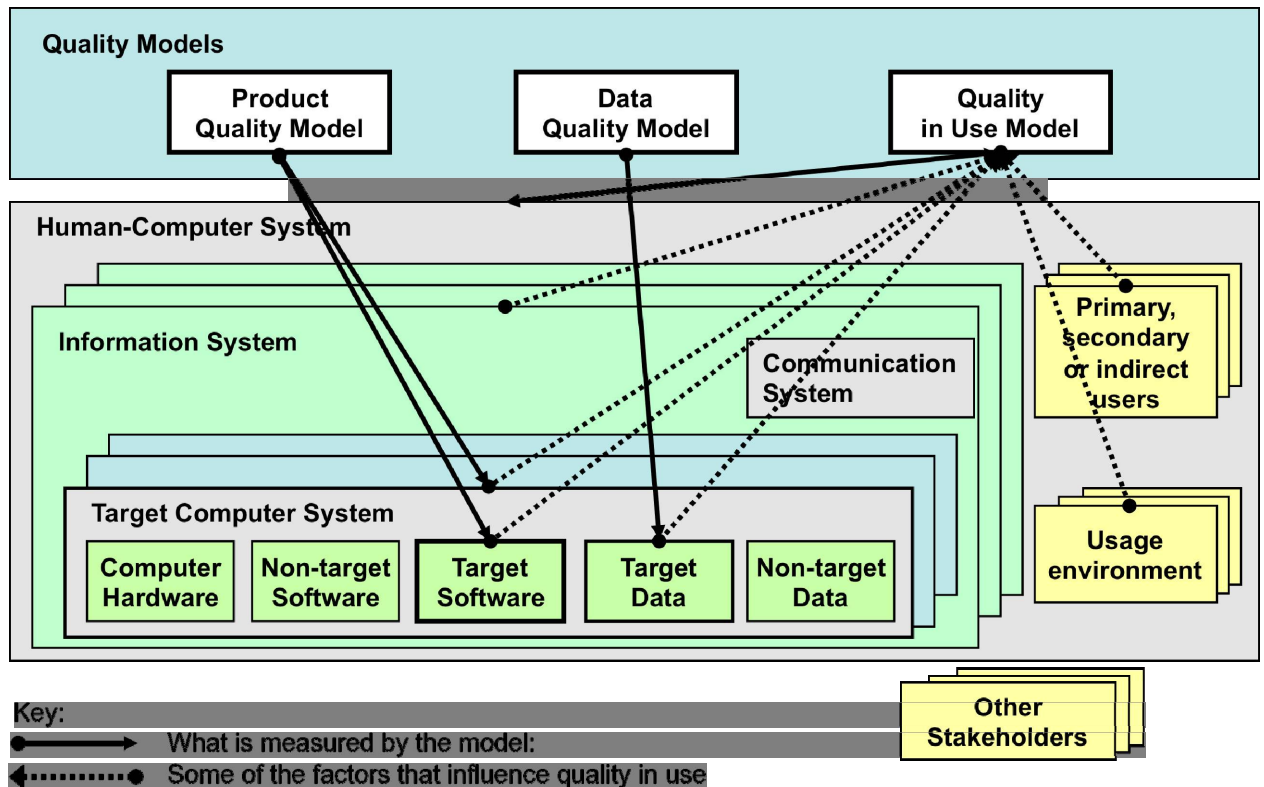 Quality Models
Product
Quality Model
Data
Quality Model
Quality
in Use Model
Human-Computer System
Information System
Communication
System
Primary,
secondary
or indirect
users
Target Computer System
Computer
Hardware
Non-target
Software
Target
Software
Target
Data
Non-target
Data
Usage
environment
Other
Stakeholders
Key:
What is measured by the model:
Some of the factors that influence quality in use